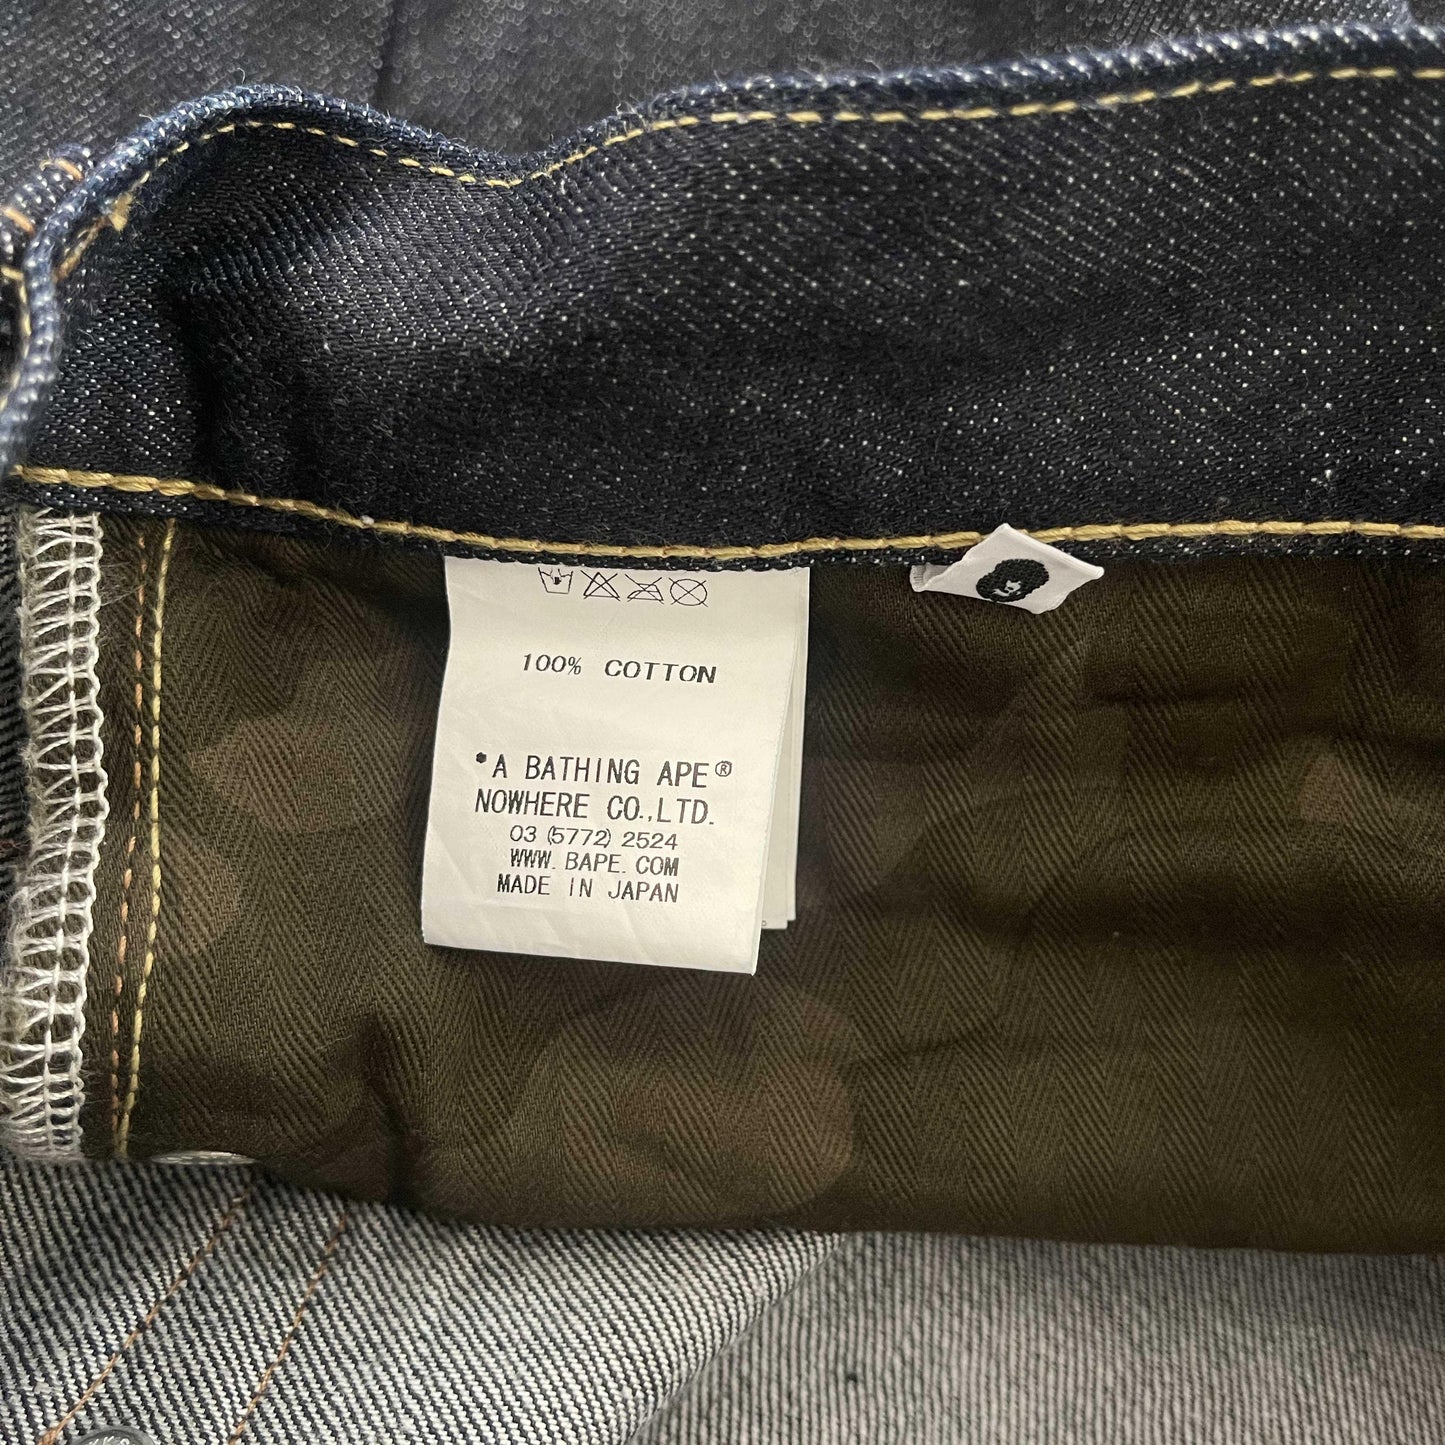 100% COTTON
*A BATHING APE®
NOWHERE CO.,LTD.
03 (5772) 2524
WWW. BAPE. COM
MADE IN JAPAN